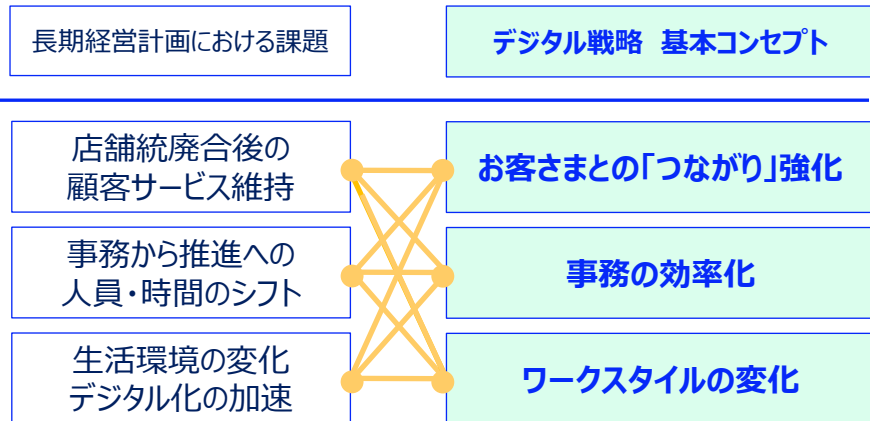 長期経営計画における課題
デジタル戦略 基本コンセプト
店舗統廃合後の
顧客サービス維持
お客さまとの「つながり」強化
事務から推進への
人員・時間のシフト
事務の効率化
生活環境の変化
デジタル化の加速
ワークスタイルの変化